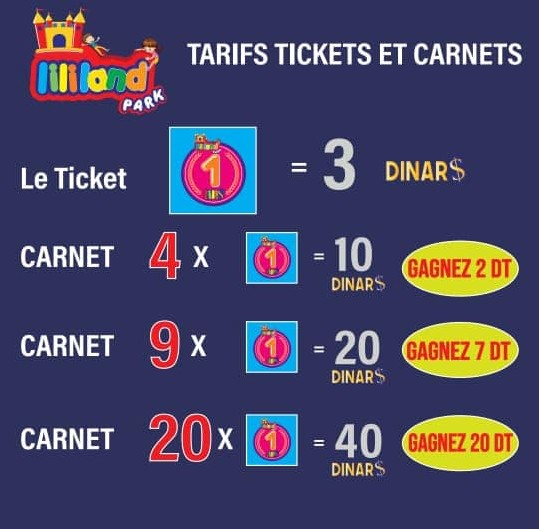 lililand
PARK
TARIFS TICKETS ET CARNETS
Le Ticket 1 = 3 DINAR$
CARNET 4 x 1 = 10 DINAR$ GAGNEZ 2 DT
CARNET 9 x 1 = 20 DINAR$ GAGNEZ 7 DT
CARNET 20 x 1 = 40 DINAR$ GAGNEZ 20 DT